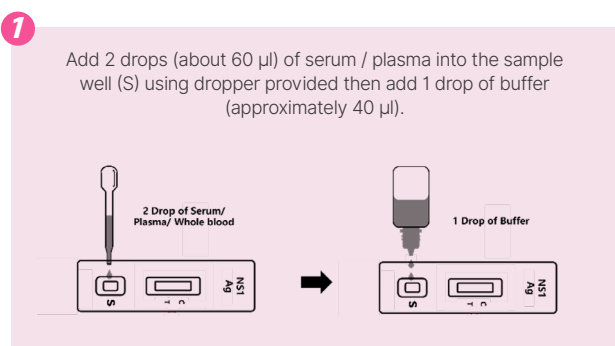 1
Add 2 drops (about 60 µl) of serum / plasma into the sample
well (S) using dropper provided then add 1 drop of buffer
(approximately 40 µl).
2 Drop of Serum/
Plasma/ Whole blood
1 Drop of Buffer
S
T C
NS1
Ag
S
T C
NS1
Ag